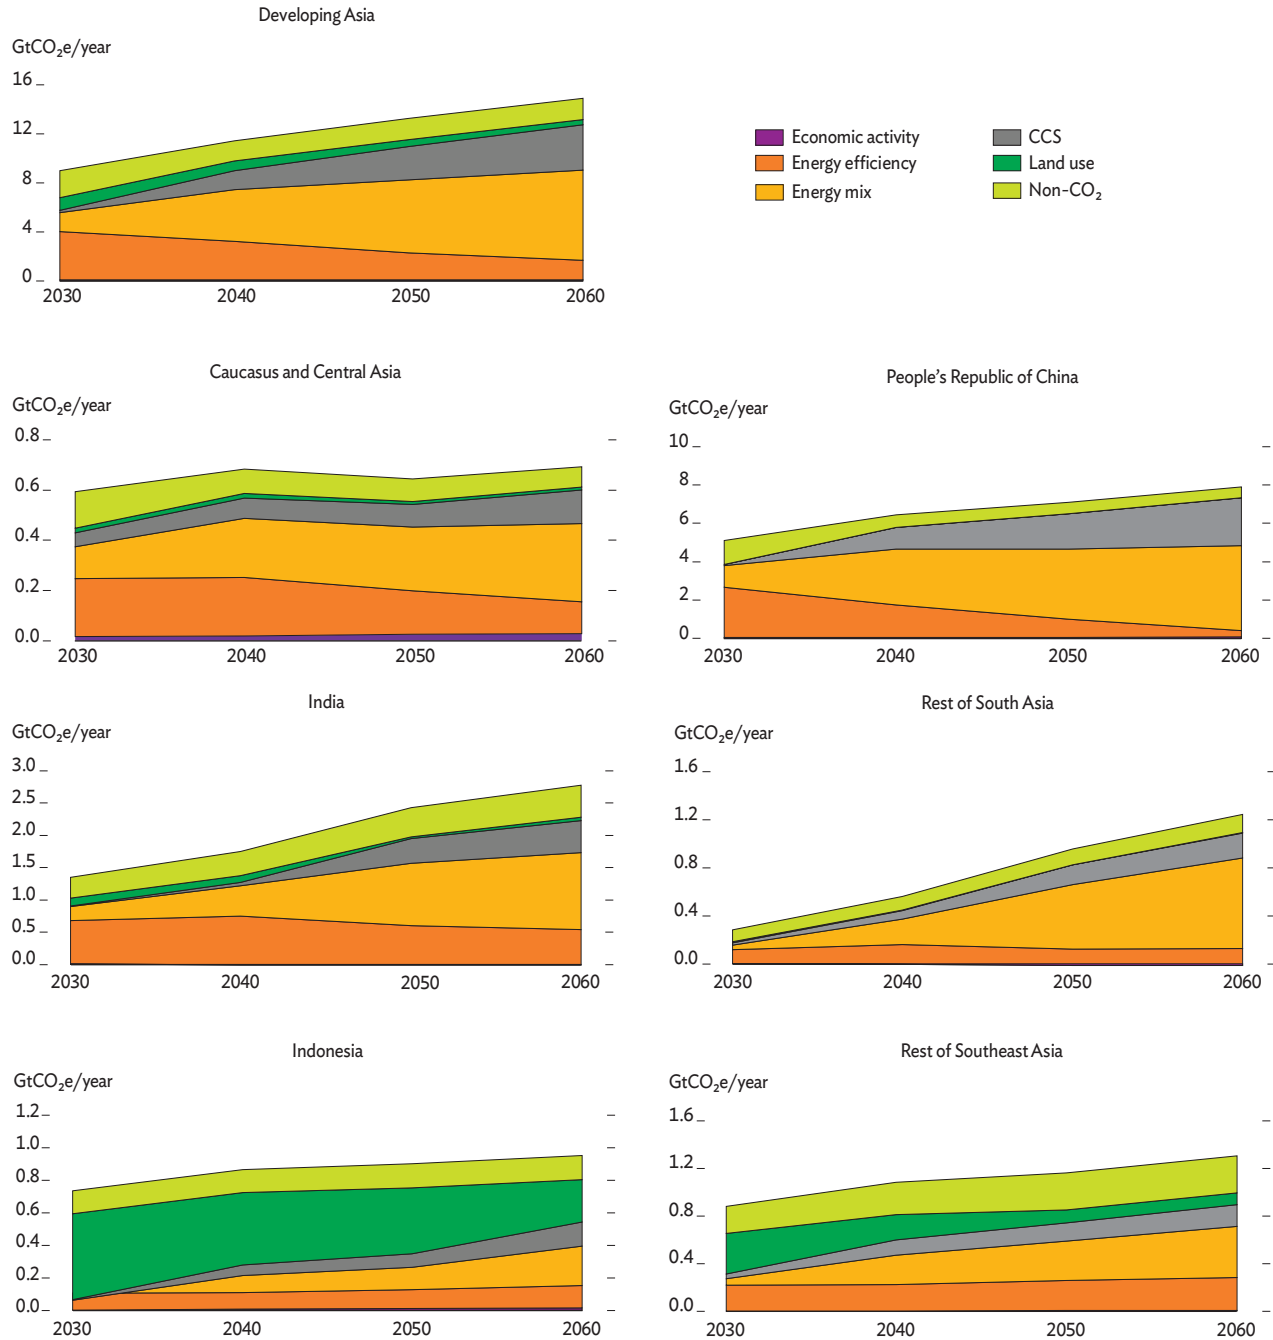 Developing Asia
GtCO₂e/year
16
12
8
4
0
2030 2040 2050 2060
Economic activity
Energy efficiency
Energy mix
CCS
Land use
Non-CO₂
Caucasus and Central Asia
GtCO₂e/year
0.8
0.6
0.4
0.2
0.0
2030 2040 2050 2060
People's Republic of China
GtCO₂e/year
10
8
6
4
2
0
2030 2040 2050 2060
India
GtCO₂e/year
3.0
2.5
2.0
1.5
1.0
0.5
0.0
2030 2040 2050 2060
Rest of South Asia
GtCO₂e/year
1.6
1.2
0.8
0.4
0.0
2030 2040 2050 2060
Indonesia
GtCO₂e/year
1.2
1.0
0.8
0.6
0.4
0.2
0.0
2030 2040 2050 2060
Rest of Southeast Asia
GtCO₂e/year
1.6
1.2
0.8
0.4
0.0
2030 2040 2050 2060